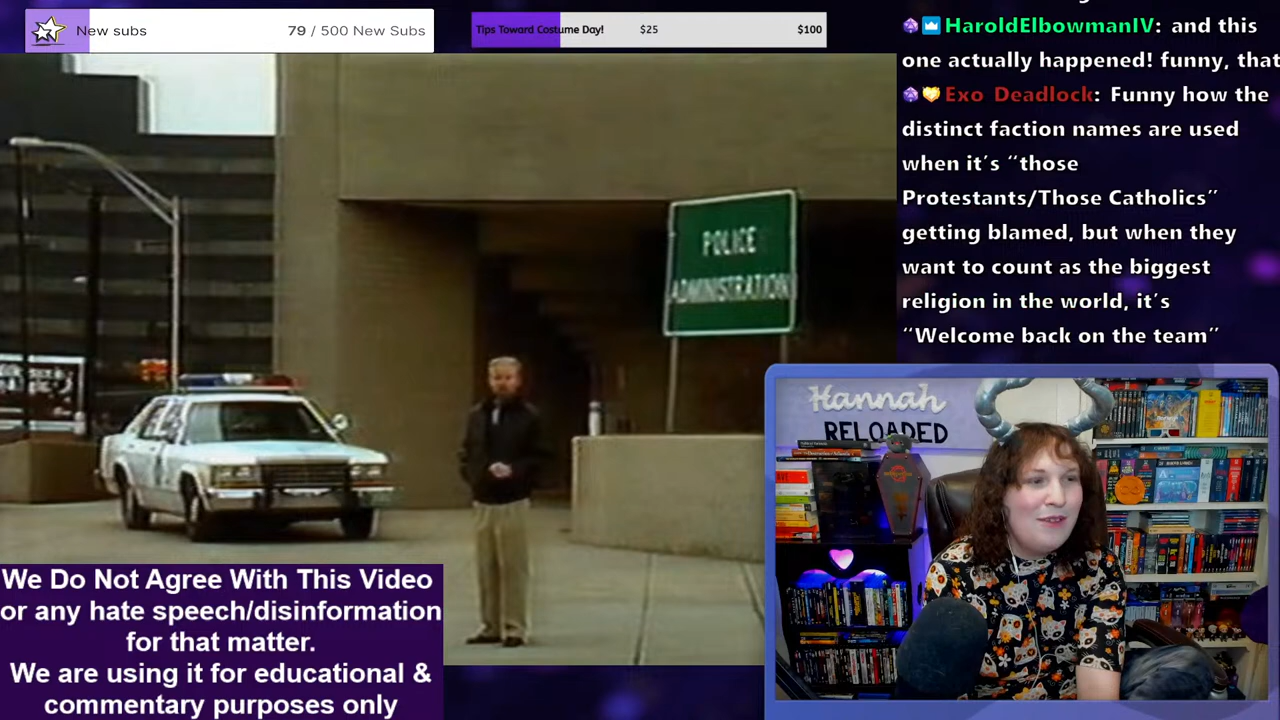 New subs
79 / 500 New Subs
Tips Toward Costume Day!
$25
$100
HaroldElbowmanIV: and this
one actually happened! funny, that
Exo Deadlock: Funny how the
distinct faction names are used
when it's “those
Protestants/Those Catholics”
getting blamed, but when they
want to count as the biggest
religion in the world, it's
“Welcome back on the team”
POLICE
ADMINISTRATION
Hannah
RELOADED
We Do Not Agree With This Video
or any hate speech/disinformation
for that matter.
We are using it for educational &
commentary purposes only